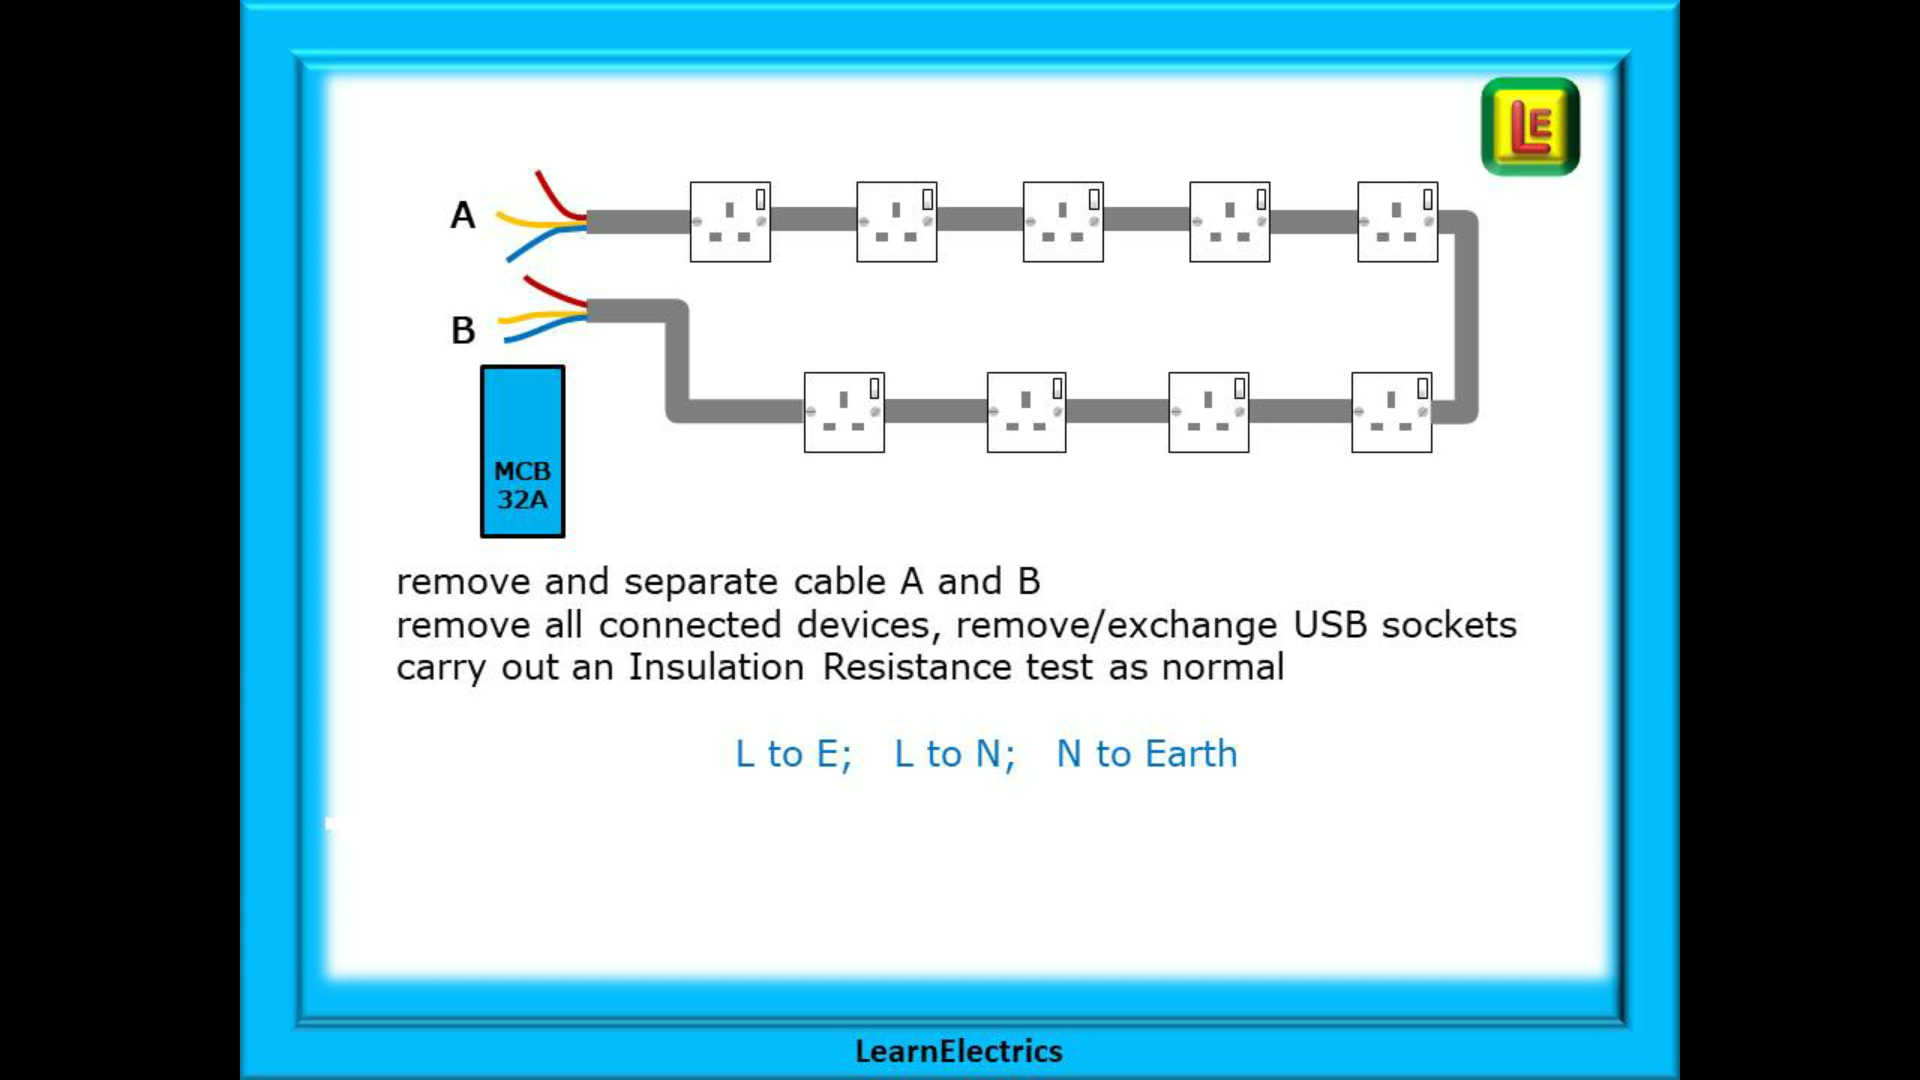 LE
A
B
MCB
32A
remove and separate cable A and B
remove all connected devices, remove/exchange USB sockets
carry out an Insulation Resistance test as normal
L to E; L to N; N to Earth
LearnElectrics